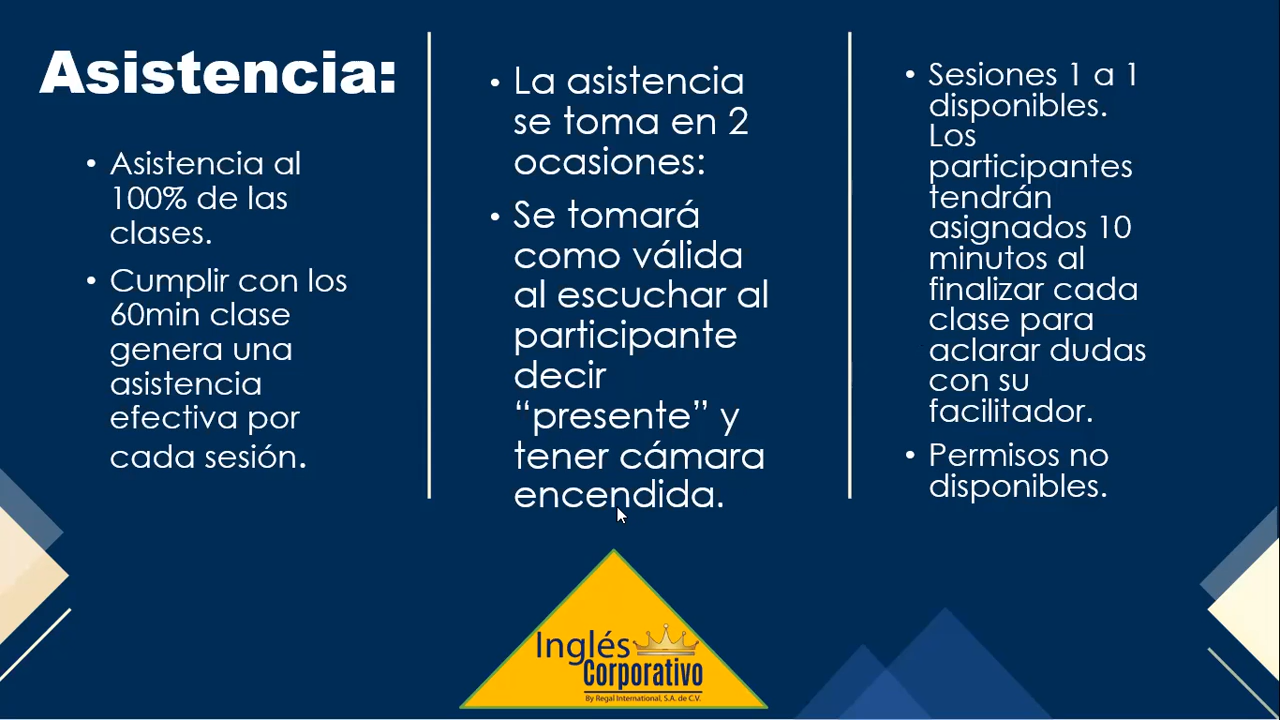 Asistencia:
• Asistencia al
100% de las
clases.
• Cumplir con los
60min clase
genera una
asistencia
efectiva por
cada sesión.
• La asistencia
se toma en 2
ocasiones:
• Se tomará
como válida
al escuchar al
participante
decir
“presente” y
tener cámara
encendida.
• Sesiones 1 a 1
disponibles.
Los
participantes
tendrán
asignados 10
minutos al
finalizar cada
clase para
aclarar dudas
con su
facilitador.
• Permisos no
disponibles.
Inglés
Corporativo
By Regal International, S.A. de C.V.